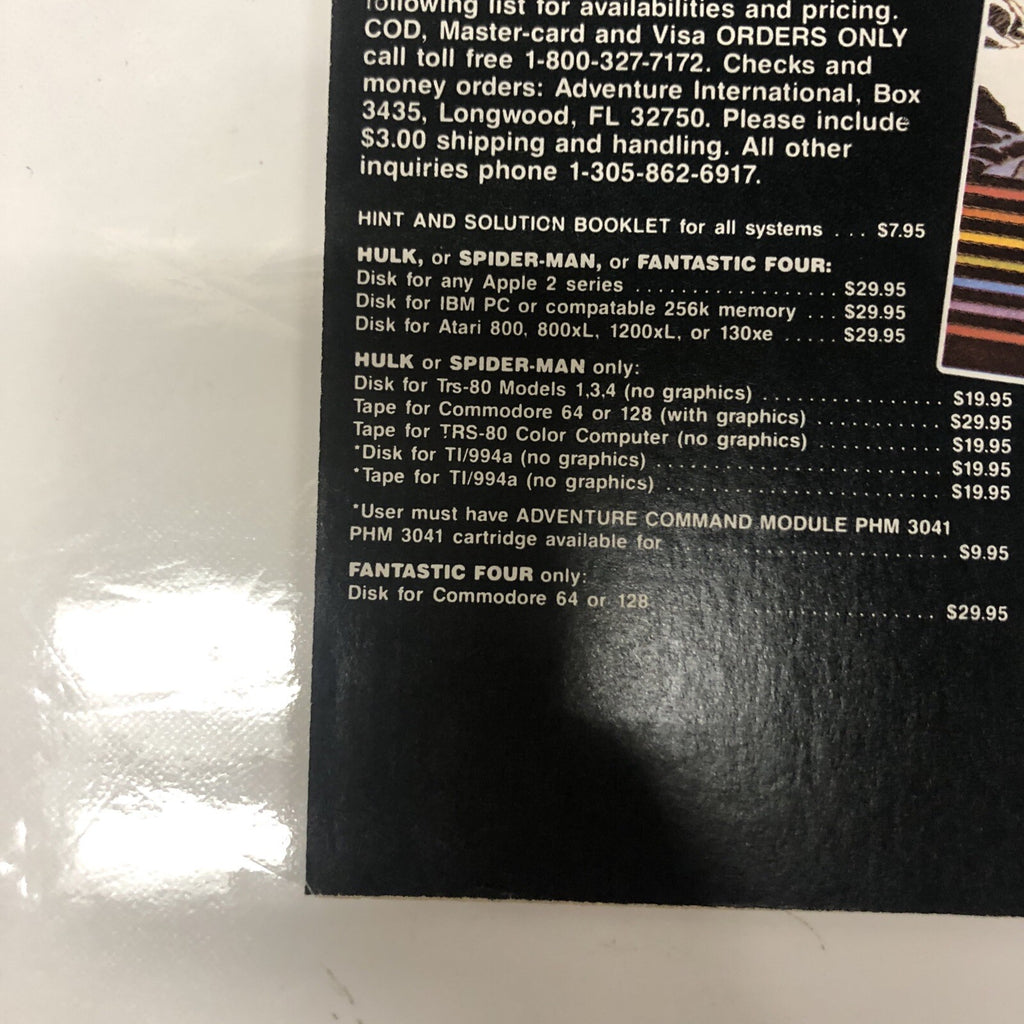 following list for availabilities and pricing.
COD, Master-card and Visa ORDERS ONLY
call toll free 1-800-327-7172. Checks and
money orders: Adventure International, Box
3435, Longwood, FL 32750. Please include
$3.00 shipping and handling. All other
inquiries phone 1-305-862-6917.
HINT AND SOLUTION BOOKLET for all systems ... $7.95
HULK, or SPIDER-MAN, or FANTASTIC FOUR:
Disk for any Apple 2 series .................... $29.95
Disk for IBM PC or compatable 256k memory ... $29.95
Disk for Atari 800, 800xL, 1200xL, or 130xe ..... $29.95
HULK or SPIDER-MAN only:
Disk for Trs-80 Models 1,3,4 (no graphics) ................. $19.95
Tape for Commodore 64 or 128 (with graphics) ............ $29.95
Tape for TRS-80 Color Computer (no graphics) ............ $19.95
*Disk for TI/994a (no graphics) ........................... $19.95
*Tape for TI/994a (no graphics) .......................... $19.95
*User must have ADVENTURE COMMAND MODULE PHM 3041
PHM 3041 cartridge available for ......................... $9.95
FANTASTIC FOUR only:
Disk for Commodore 64 or 128 .................. $29.95